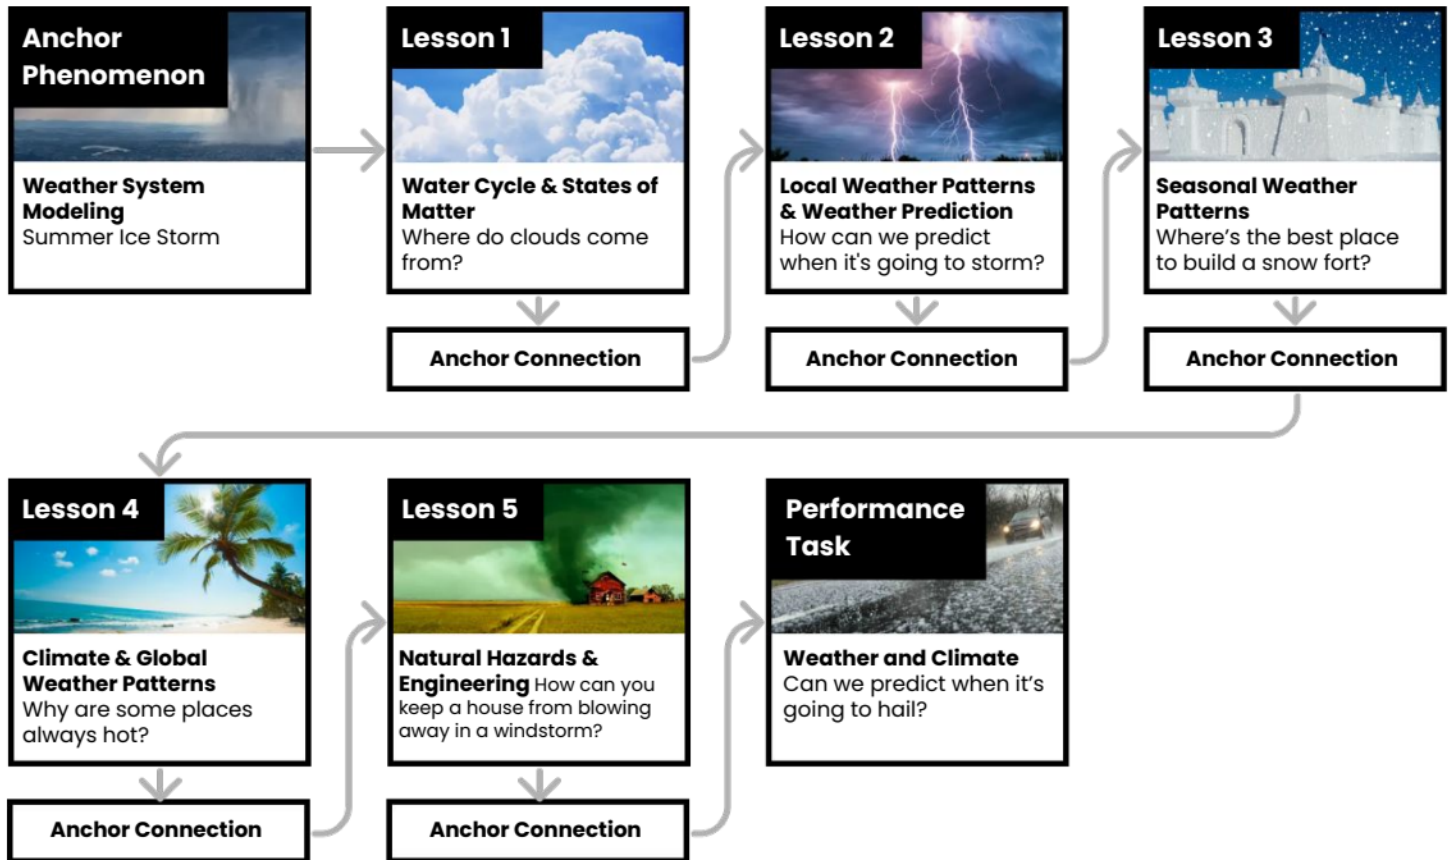 Anchor
Phenomenon
Weather System
Modeling
Summer Ice Storm
Lesson 1
Water Cycle & States of
Matter
Where do clouds come
from?
Anchor Connection
Lesson 2
Local Weather Patterns
& Weather Prediction
How can we predict
when it's going to storm?
Anchor Connection
Lesson 3
Seasonal Weather
Patterns
Where’s the best place
to build a snow fort?
Anchor Connection
Lesson 4
Climate & Global
Weather Patterns
Why are some places
always hot?
Anchor Connection
Lesson 5
Natural Hazards &
Engineering How can you
keep a house from blowing
away in a windstorm?
Anchor Connection
Performance
Task
Weather and Climate
Can we predict when it’s
going to hail?